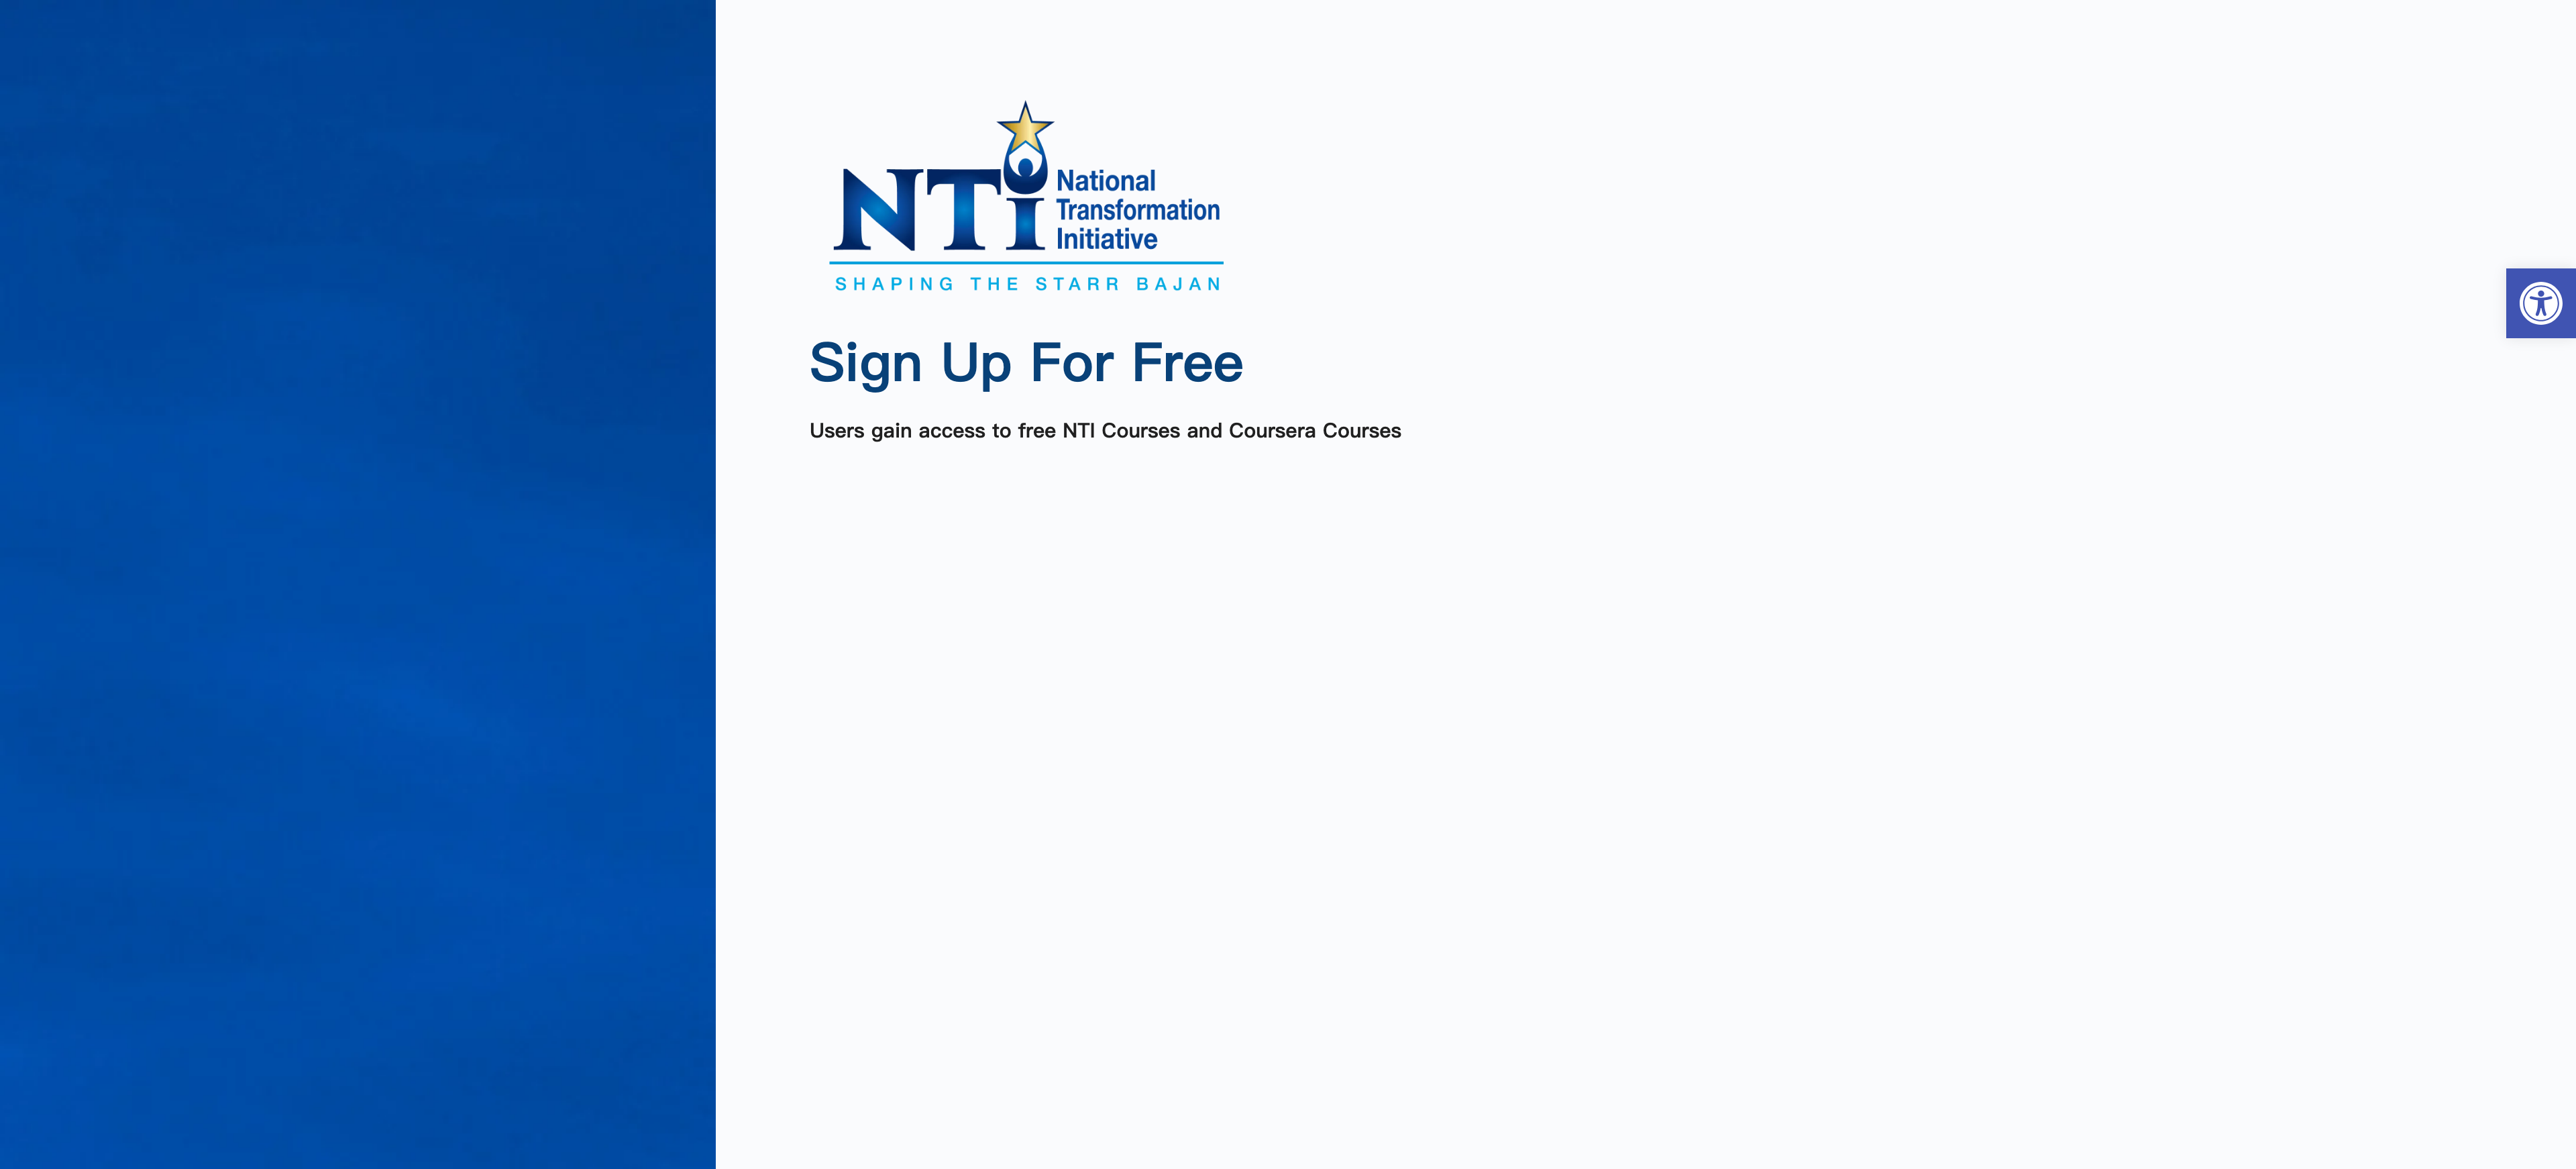 NTi
National
Transformation
Initiative
SHAPING THE STARR BAJAN
Sign Up For Free
Users gain access to free NTI Courses and Coursera Courses